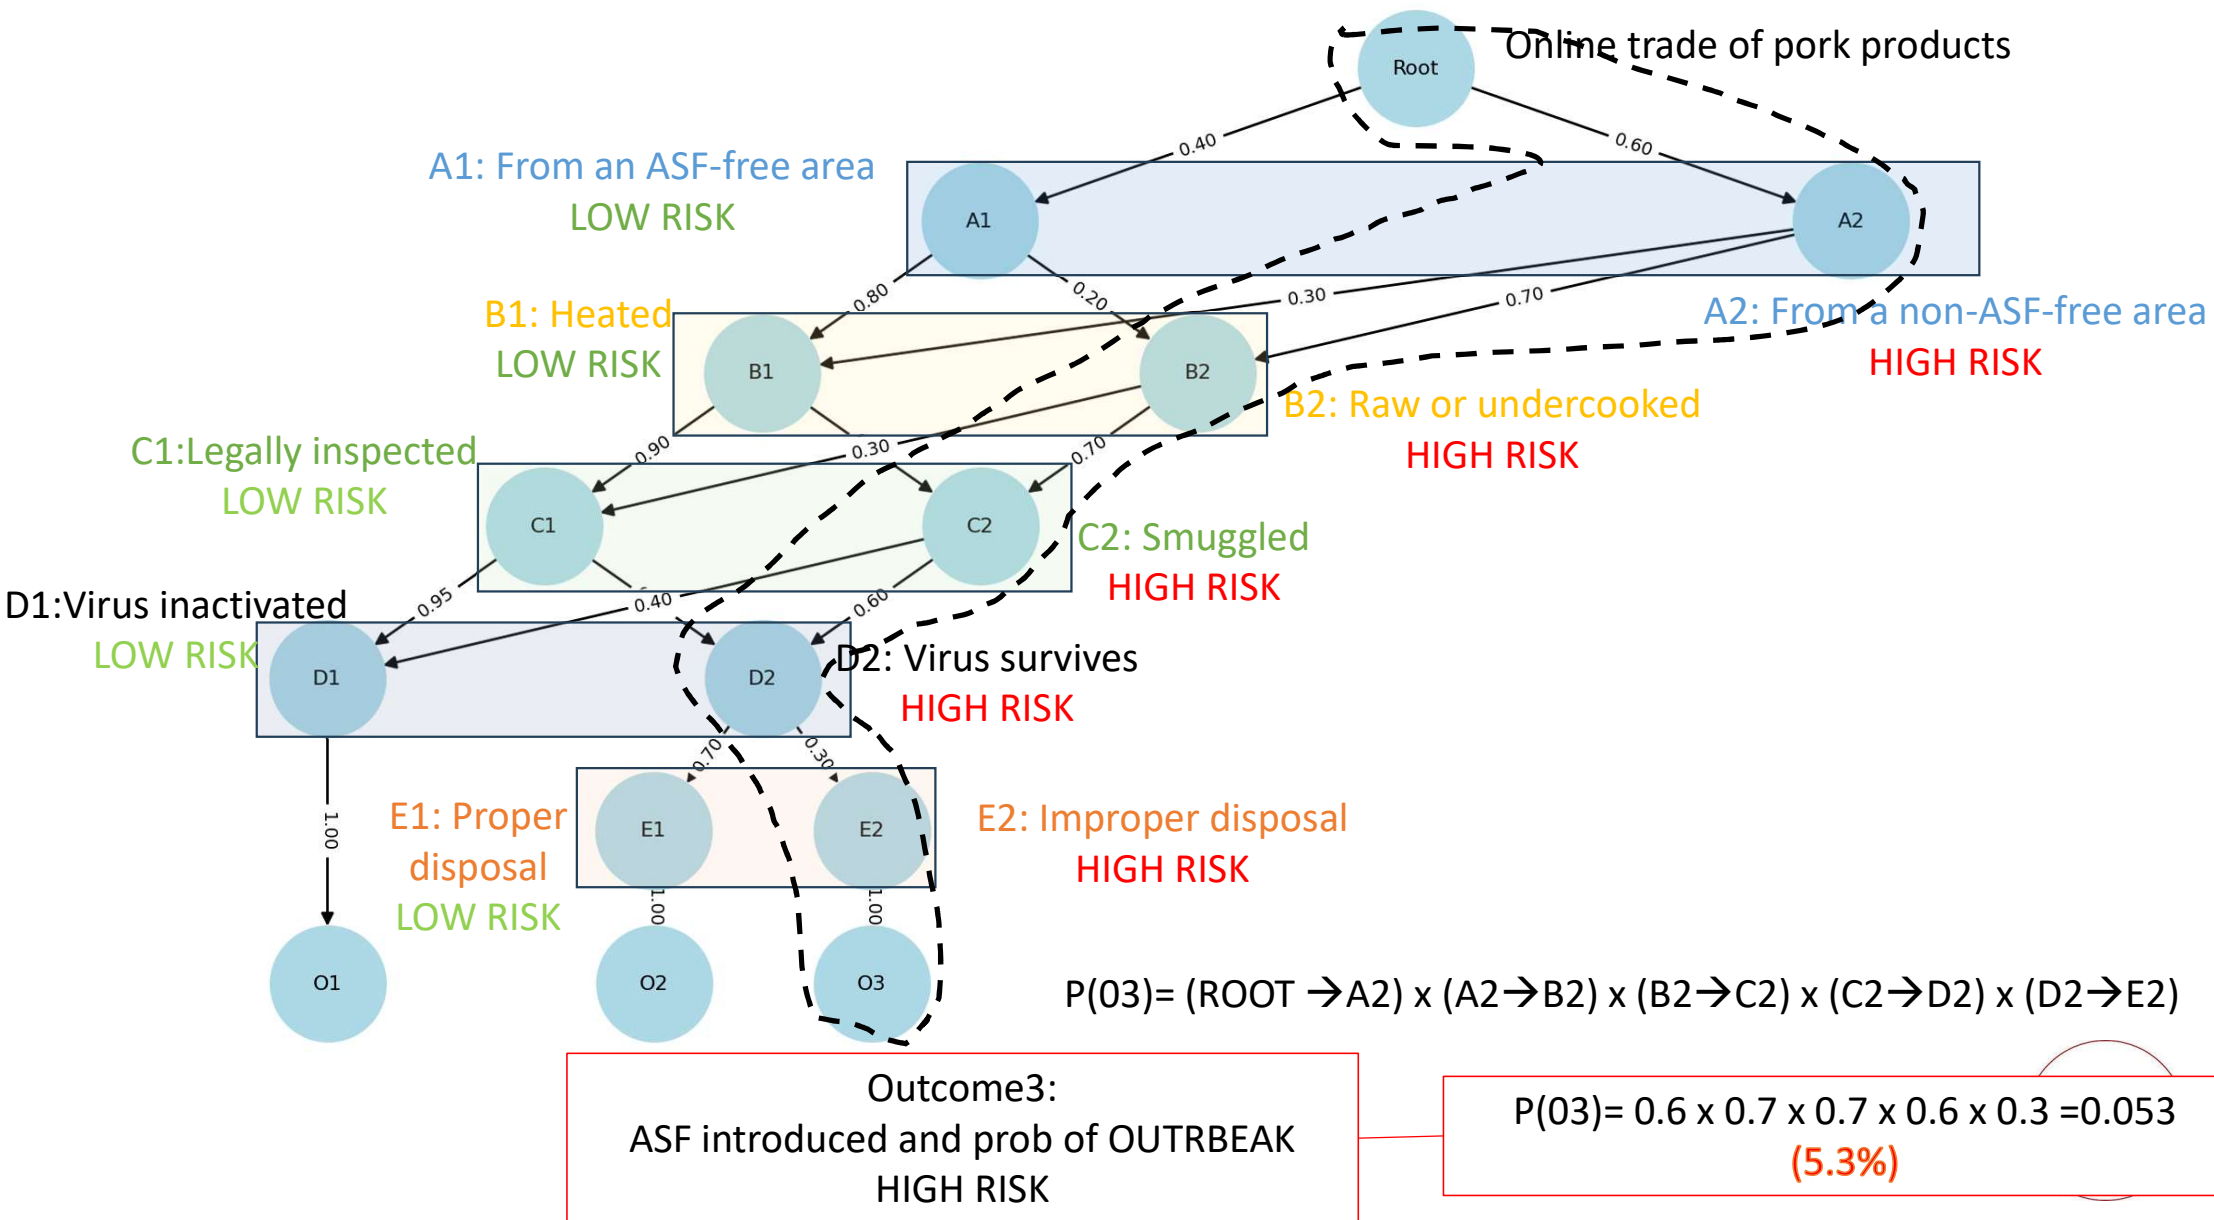 Root
Online trade of pork products
0.40
0.60
A1: From an ASF-free area
LOW RISK
A1
A2
0.80
0.20
0.30
0.70
A2: From a non-ASF-free area
HIGH RISK
B1: Heated
LOW RISK
B1
B2
B2: Raw or undercooked
HIGH RISK
0.90
0.30
0.70
C1:Legally inspected
LOW RISK
C1
C2
C2: Smuggled
HIGH RISK
0.95
0.40
0.60
D1:Virus inactivated
LOW RISK
D1
D2
D2: Virus survives
HIGH RISK
0.70
0.30
1.00
E1: Proper
disposal
LOW RISK
E1
E2
E2: Improper disposal
HIGH RISK
1.00
1.00
O1
O2
O3
P(03)= (ROOT →A2) x (A2→B2) x (B2→C2) x (C2→D2) x (D2→E2)
Outcome3:
ASF introduced and prob of OUTRBEAK
HIGH RISK
P(03)= 0.6 x 0.7 x 0.7 x 0.6 x 0.3 =0.053
(5.3%)